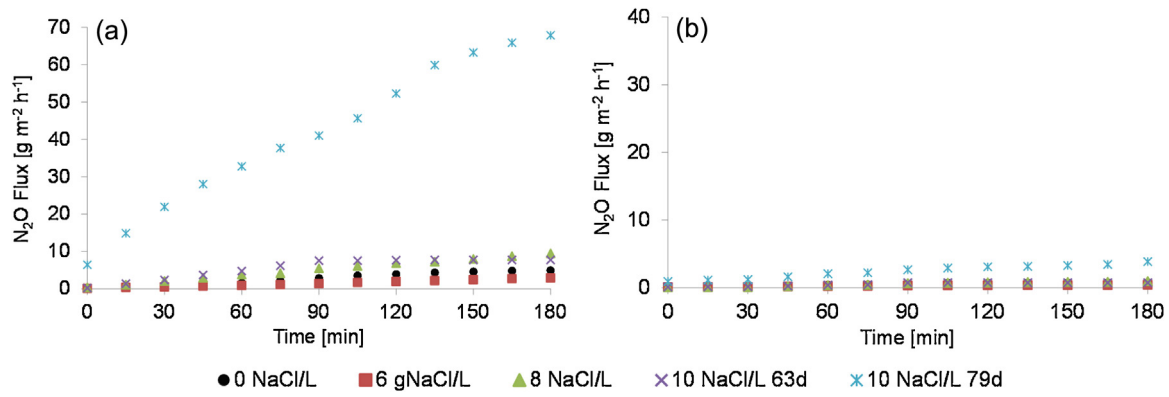 (a)
N₂O Flux [g m⁻² h⁻¹]
70
60
50
40
30
20
10
0
0 30 60 90 120 150 180
Time [min]
(b)
N₂O Flux [g m⁻² h⁻¹]
40
30
20
10
0
0 30 60 90 120 150 180
Time [min]
0 NaCl/L 6 gNaCl/L 8 NaCl/L 10 NaCl/L 63d 10 NaCl/L 79d